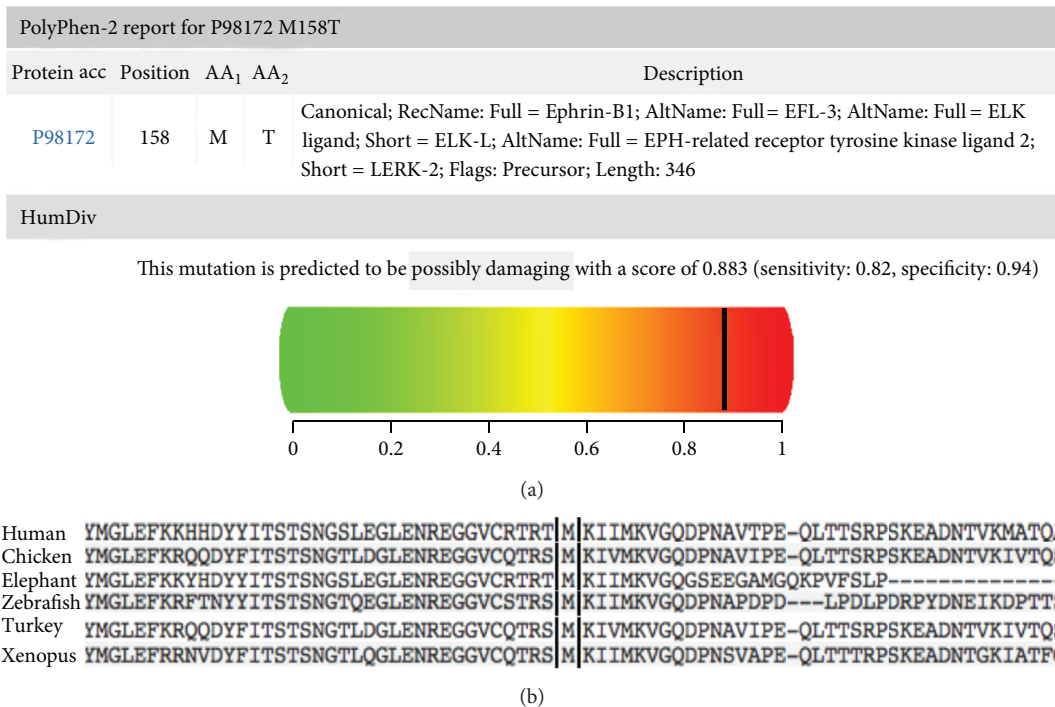 PolyPhen-2 report for P98172 M158T
Protein acc Position AA1 AA2 Description
Canonical; RecName: Full = Ephrin-B1; AltName: Full= EFL-3; AltName: Full = ELK
P98172 158 M T ligand; Short = ELK-L; AltName: Full = EPH-related receptor tyrosine kinase ligand 2;
Short = LERK-2; Flags: Precursor; Length: 346
HumDiv
This mutation is predicted to be possibly damaging with a score of 0.883 (sensitivity: 0.82, specificity: 0.94)
0 0.2 0.4 0.6 0.8 1
(a)
Human YMGLEFKKHHDYYITSTSNGSLEGLENREGGVCRTRT M KIIMKVGQDPNAVTPE-QLTTSRPSKEADNTVKMATQ
Chicken YMGLEFKRQQDYFITSTSNGTLDGLENREGGVCQTRS M KIVMKVGQDPNAVIPE-QLTTSRPSKEADNTVKIVTQ
Elephant YMGLEFKKYHDYYITSTSNGSLEGLENREGGVCRTRT M KIIMKVGQGSEEGAMGQKPVFSLP--------------
Zebrafish YMGLEFKRFTNYYITSTSNGTQEGLENREGGVCSTRS M KIIMKVGQDPNAPDPD---LPDLPDRPYDNEIKDPTT
Turkey YMGLEFKRQQDYFITSTSNGTLDGLENREGGVCQTRS M KIVMKVGQDPNAVIPE-QLTTSRPSKEADNTVKIVTQ
Xenopus YMGLEFRRNVDYFITSTSNGTLQGLENREGGVCQTRS M KIIMKVGQDPNSVAPE-QLTTTRPSKEADNTGKIATF
(b)